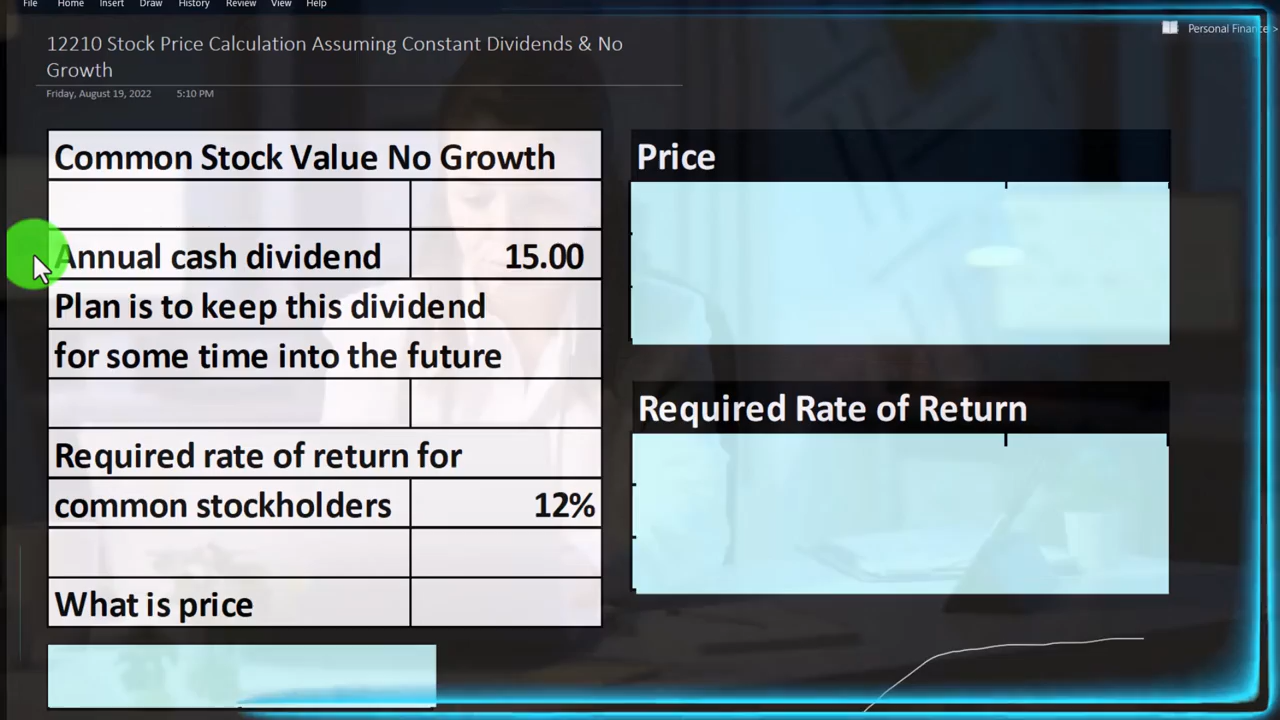 File Home Insert Draw History Review View Help
12210 Stock Price Calculation Assuming Constant Dividends & No
Growth
Friday, August 19, 2022 5:10 PM
Personal Finance >
Common Stock Value No Growth
Annual cash dividend 15.00
Plan is to keep this dividend
for some time into the future
Required rate of return for
common stockholders 12%
What is price
Price
Required Rate of Return